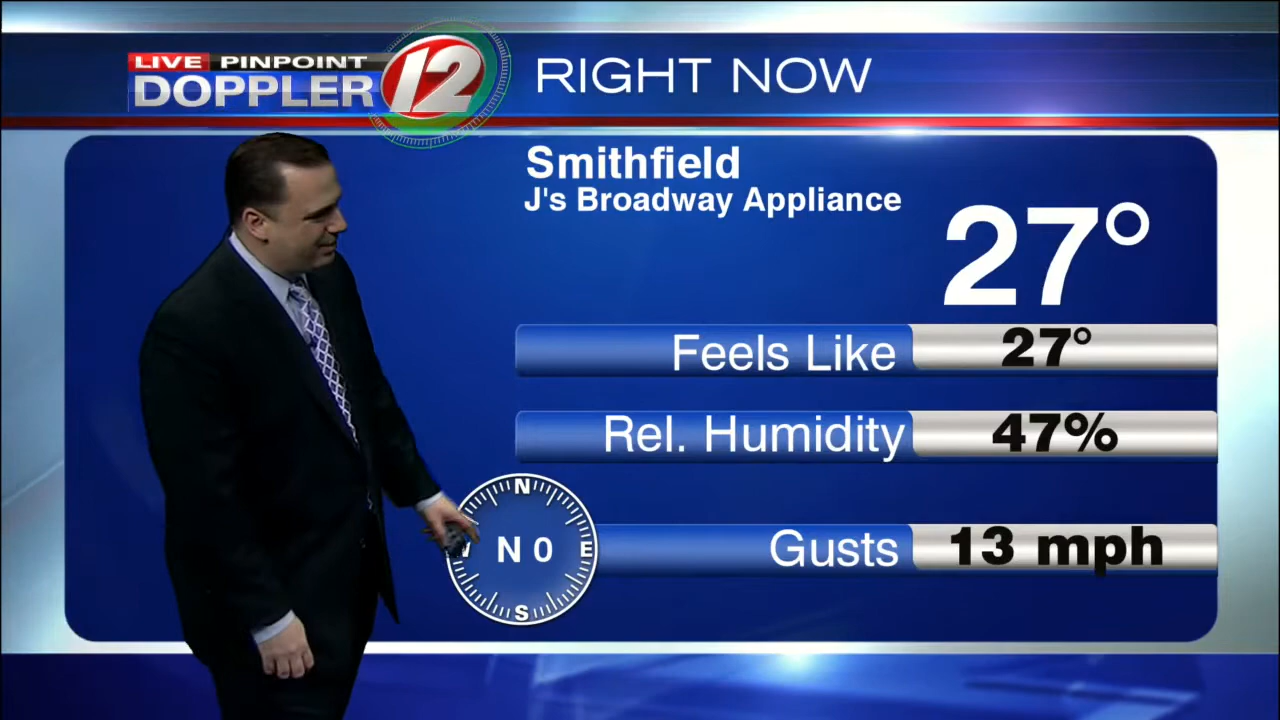 LIVE PINPOINT
DOPPLER 12
RIGHT NOW
Smithfield
J's Broadway Appliance
27°
Feels Like 27°
Rel. Humidity 47%
N
N 0 E
S
Gusts 13 mph